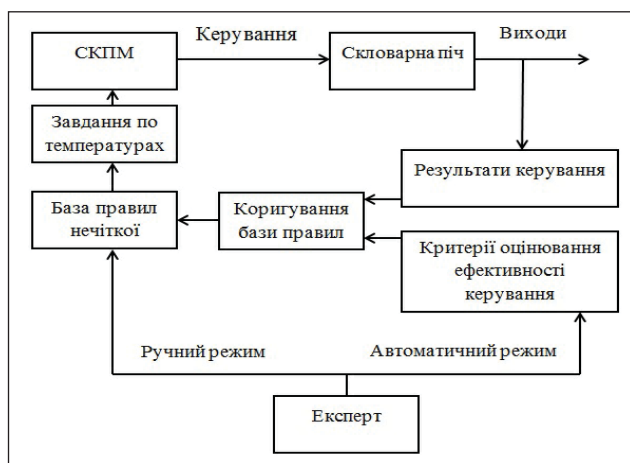 СКПМ
Керування
Скловарна піч
Виходи
Завдання по
температурах
Результати керування
База правил
нечіткої
Коригування
бази правил
Критерії оцінювання
ефективності
керування
Ручний режим
Автоматичний режим
Експерт